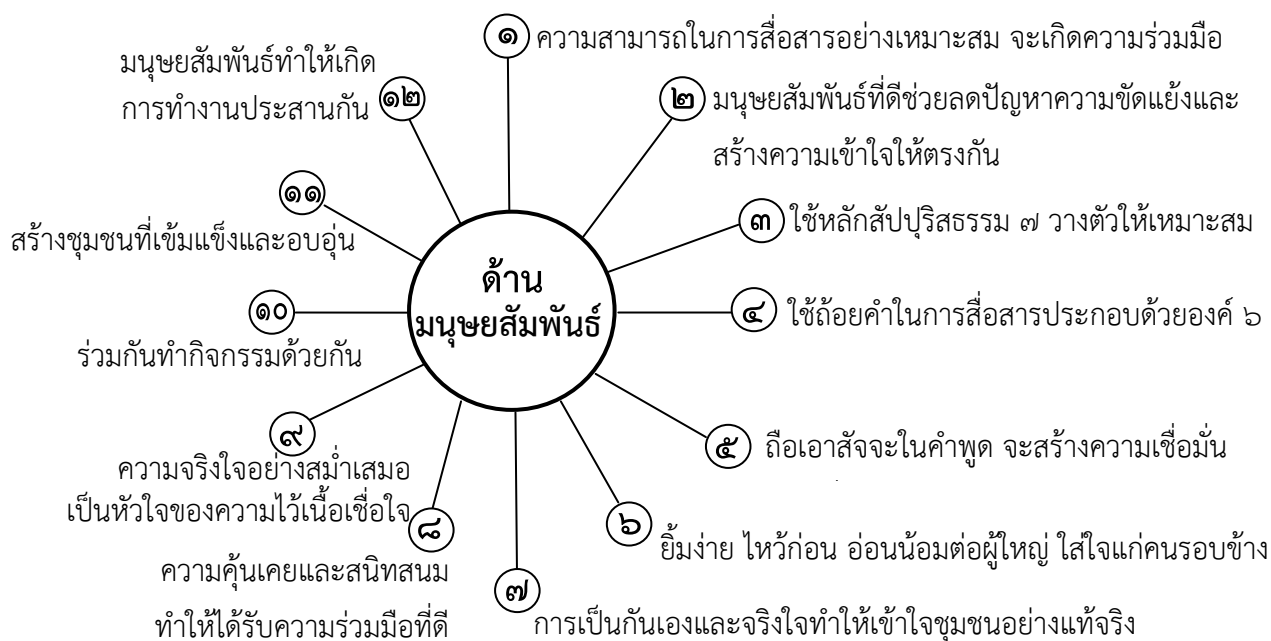 ด้าน
มนุษยสัมพันธ์
๑ ความสามารถในการสื่อสารอย่างเหมาะสม จะเกิดความร่วมมือ
๒ มนุษยสัมพันธ์ที่ดีช่วยลดปัญหาความขัดแย้งและ
สร้างความเข้าใจให้ตรงกัน
๓ ใช้หลักสัปปุริสธรรม ๗ วางตัวให้เหมาะสม
๔ ใช้ถ้อยคำในการสื่อสารประกอบด้วยองค์ ๖
๕ ถือเอาสัจจะในคำพูด จะสร้างความเชื่อมั่น
๖ ยิ้มง่าย ไหว้ก่อน อ่อนน้อมต่อผู้ใหญ่ ใส่ใจแก่คนรอบข้าง
๗ การเป็นกันเองและจริงใจทำให้เข้าใจชุมชนอย่างแท้จริง
๘
ความคุ้นเคยและสนิทสนม
ทำให้ได้รับความร่วมมือที่ดี
๙
ความจริงใจอย่างสม่ำเสมอ
เป็นหัวใจของความไว้เนื้อเชื่อใจ
๑๐
ร่วมกันทำกิจกรรมด้วยกัน
๑๑
สร้างชุมชนที่เข้มแข็งและอบอุ่น
๑๒
มนุษยสัมพันธ์ทำให้เกิด
การทำงานประสานกัน